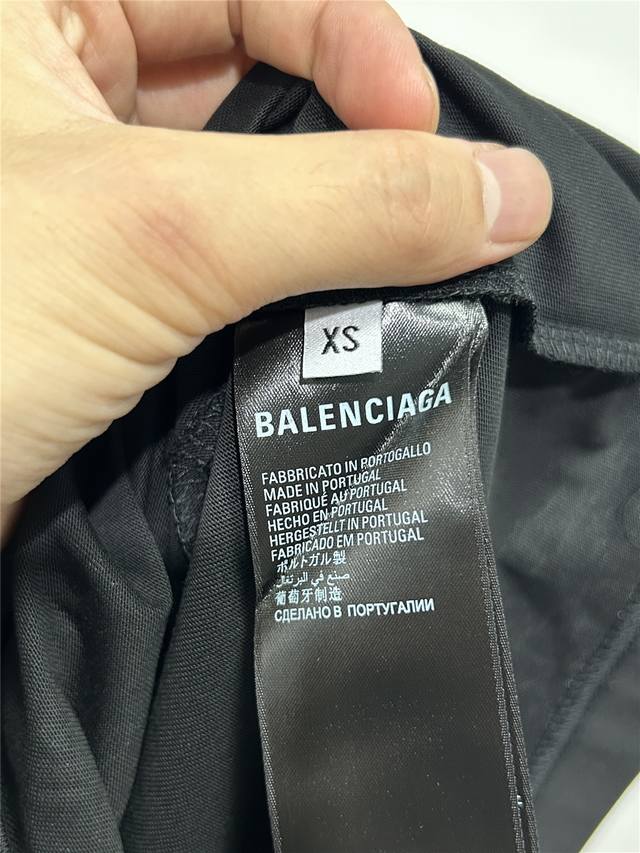 XS
BALENCIAGA
FABBRICATO IN PORTOGALLO
MADE IN PORTUGAL
FABRIQUÉ AU PORTUGAL
HECHO EN PORTUGAL
HERGESTELLT IN PORTUGAL
FABRICADO EM PORTUGAL
ポルトガル製
صنع في البرتغال
葡萄牙制造
СДЕЛАНО В ПОРТУГАЛИИ